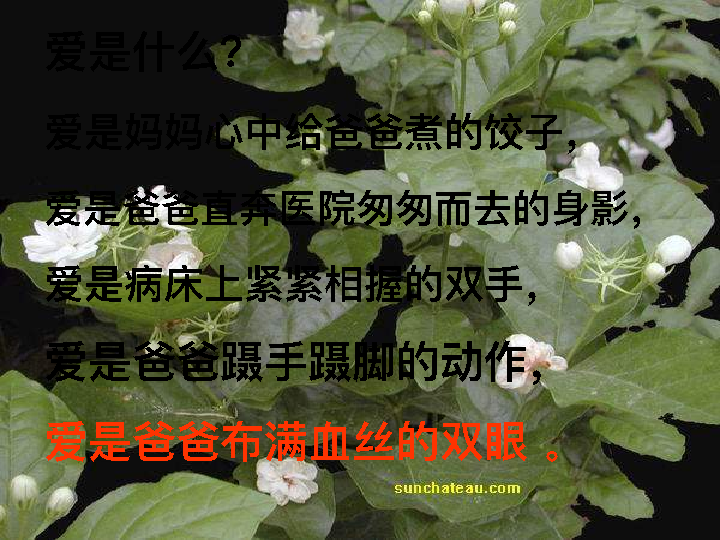 爱是什么？
爱是妈妈心中给爸爸煮的饺子，
爱是爸爸直奔医院匆匆而去的身影，
爱是病床上紧紧相握的双手，
爱是爸爸蹑手蹑脚的动作，
爱是爸爸布满血丝的双眼 。
sunchateau.com